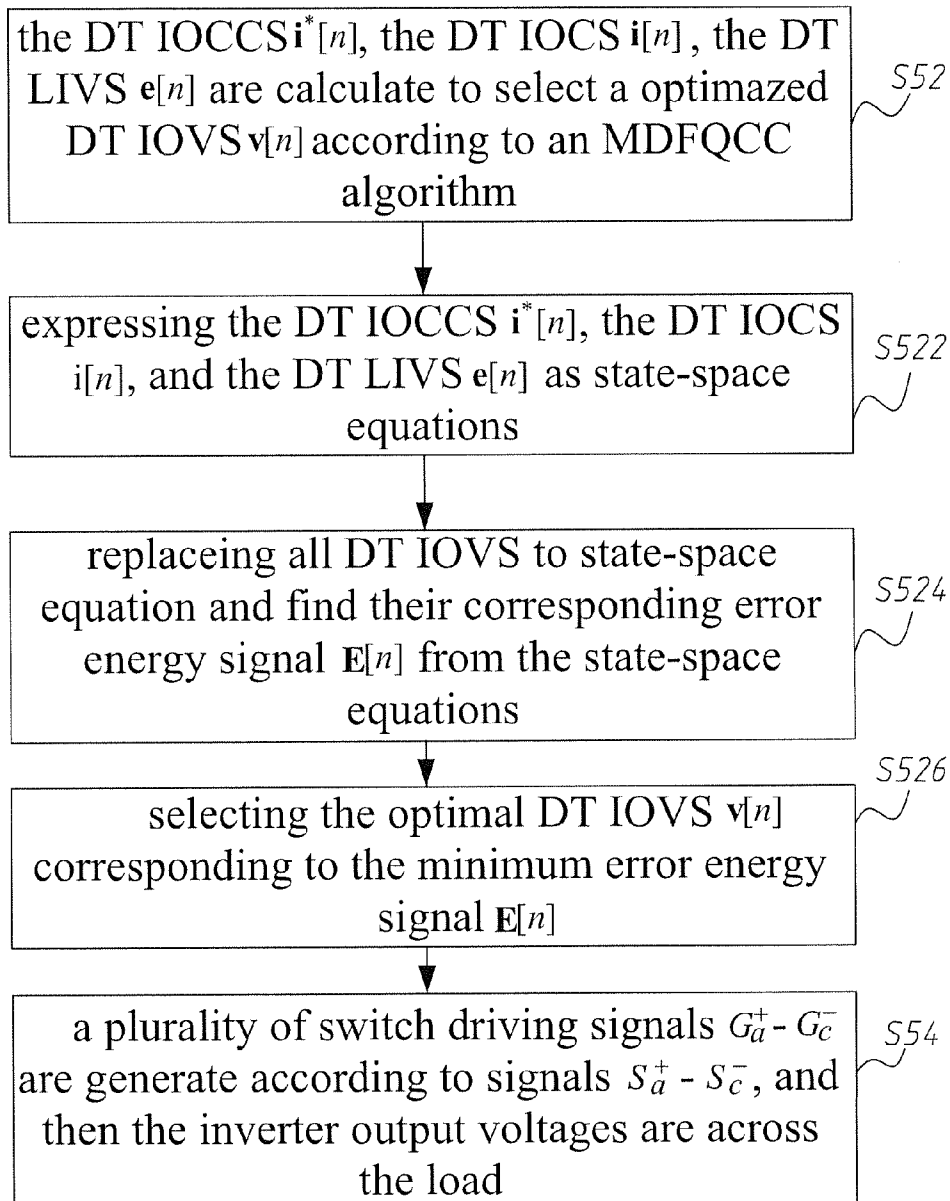 the DT IOCCS i*[n], the DT IOCS i[n], the DT
LIVS e[n] are calculate to select a optimazed
DT IOVS v[n] according to an MDFQCC
algorithm
S52
expressing the DT IOCCS i*[n], the DT IOCS
i[n], and the DT LIVS e[n] as state-space
equations
S522
replaceing all DT IOVS to state-space
equation and find their corresponding error
energy signal E[n] from the state-space
equations
S524
selecting the optimal DT IOVS v[n]
corresponding to the minimum error energy
signal E[n]
S526
a plurality of switch driving signals Gₐ⁺ - G_c⁻
are generate according to signals Sₐ⁺ - S_c⁻, and
then the inverter output voltages are across
the load
S54